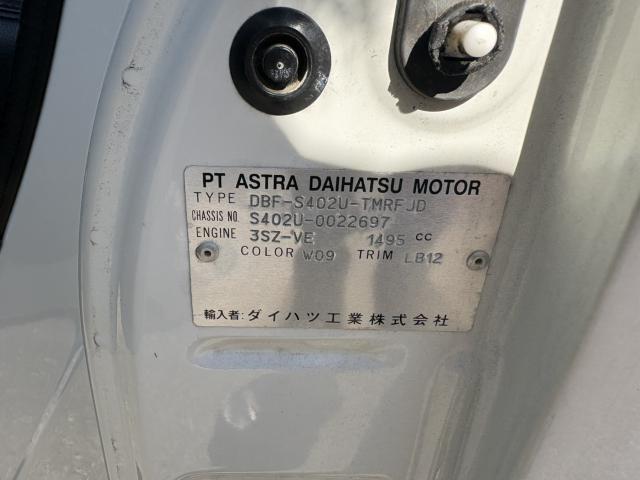 PT ASTRA DAIHATSU MOTOR
TYPE DBF-S402U-TMRFJD
CHASSIS NO. S402U-0022697
ENGINE 3SZ-VE 1495 CC
COLOR W09 TRIM LB12
輸入者:ダイハツ工業株式会社